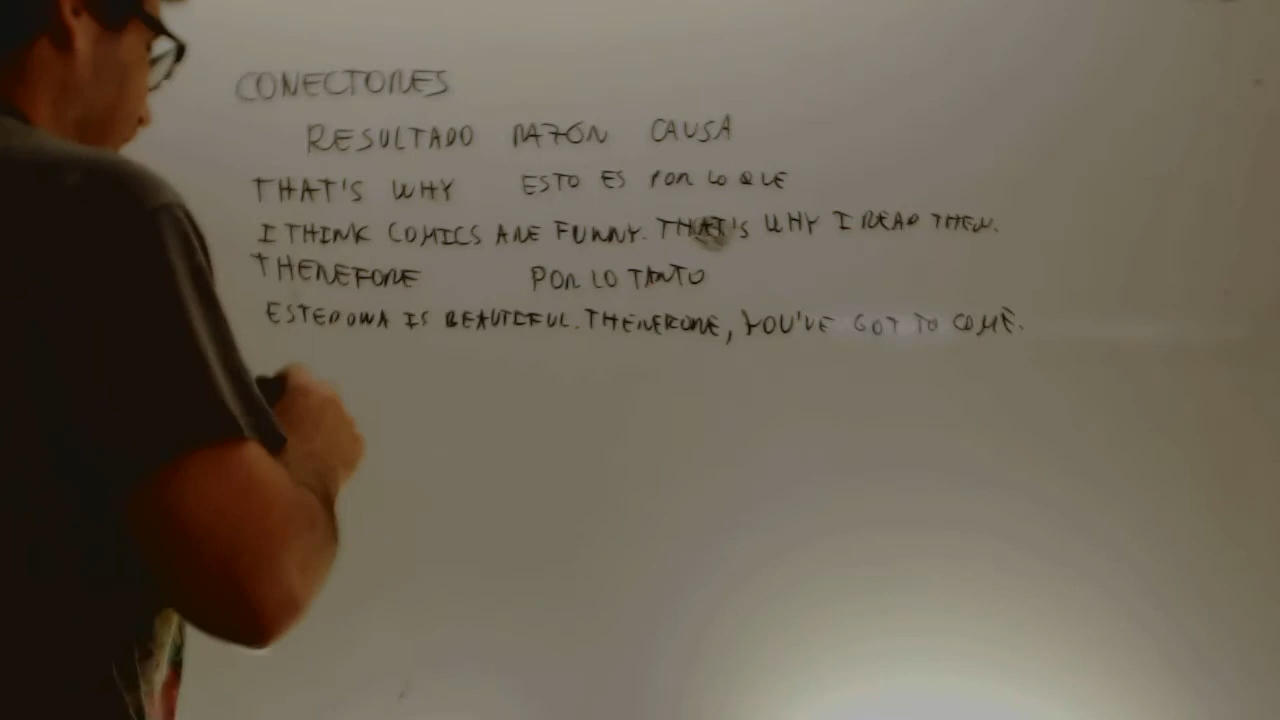 CONECTORES
RESULTADO RAZÓN CAUSA
THAT'S WHY ESTO ES POR LO QUE
I THINK COMICS ARE FUNNY. THAT'S WHY I READ THEM.
THEREFORE POR LO TANTO
ESTEPONA IS BEAUTIFUL. THEREFORE, YOU'VE GOT TO COME.